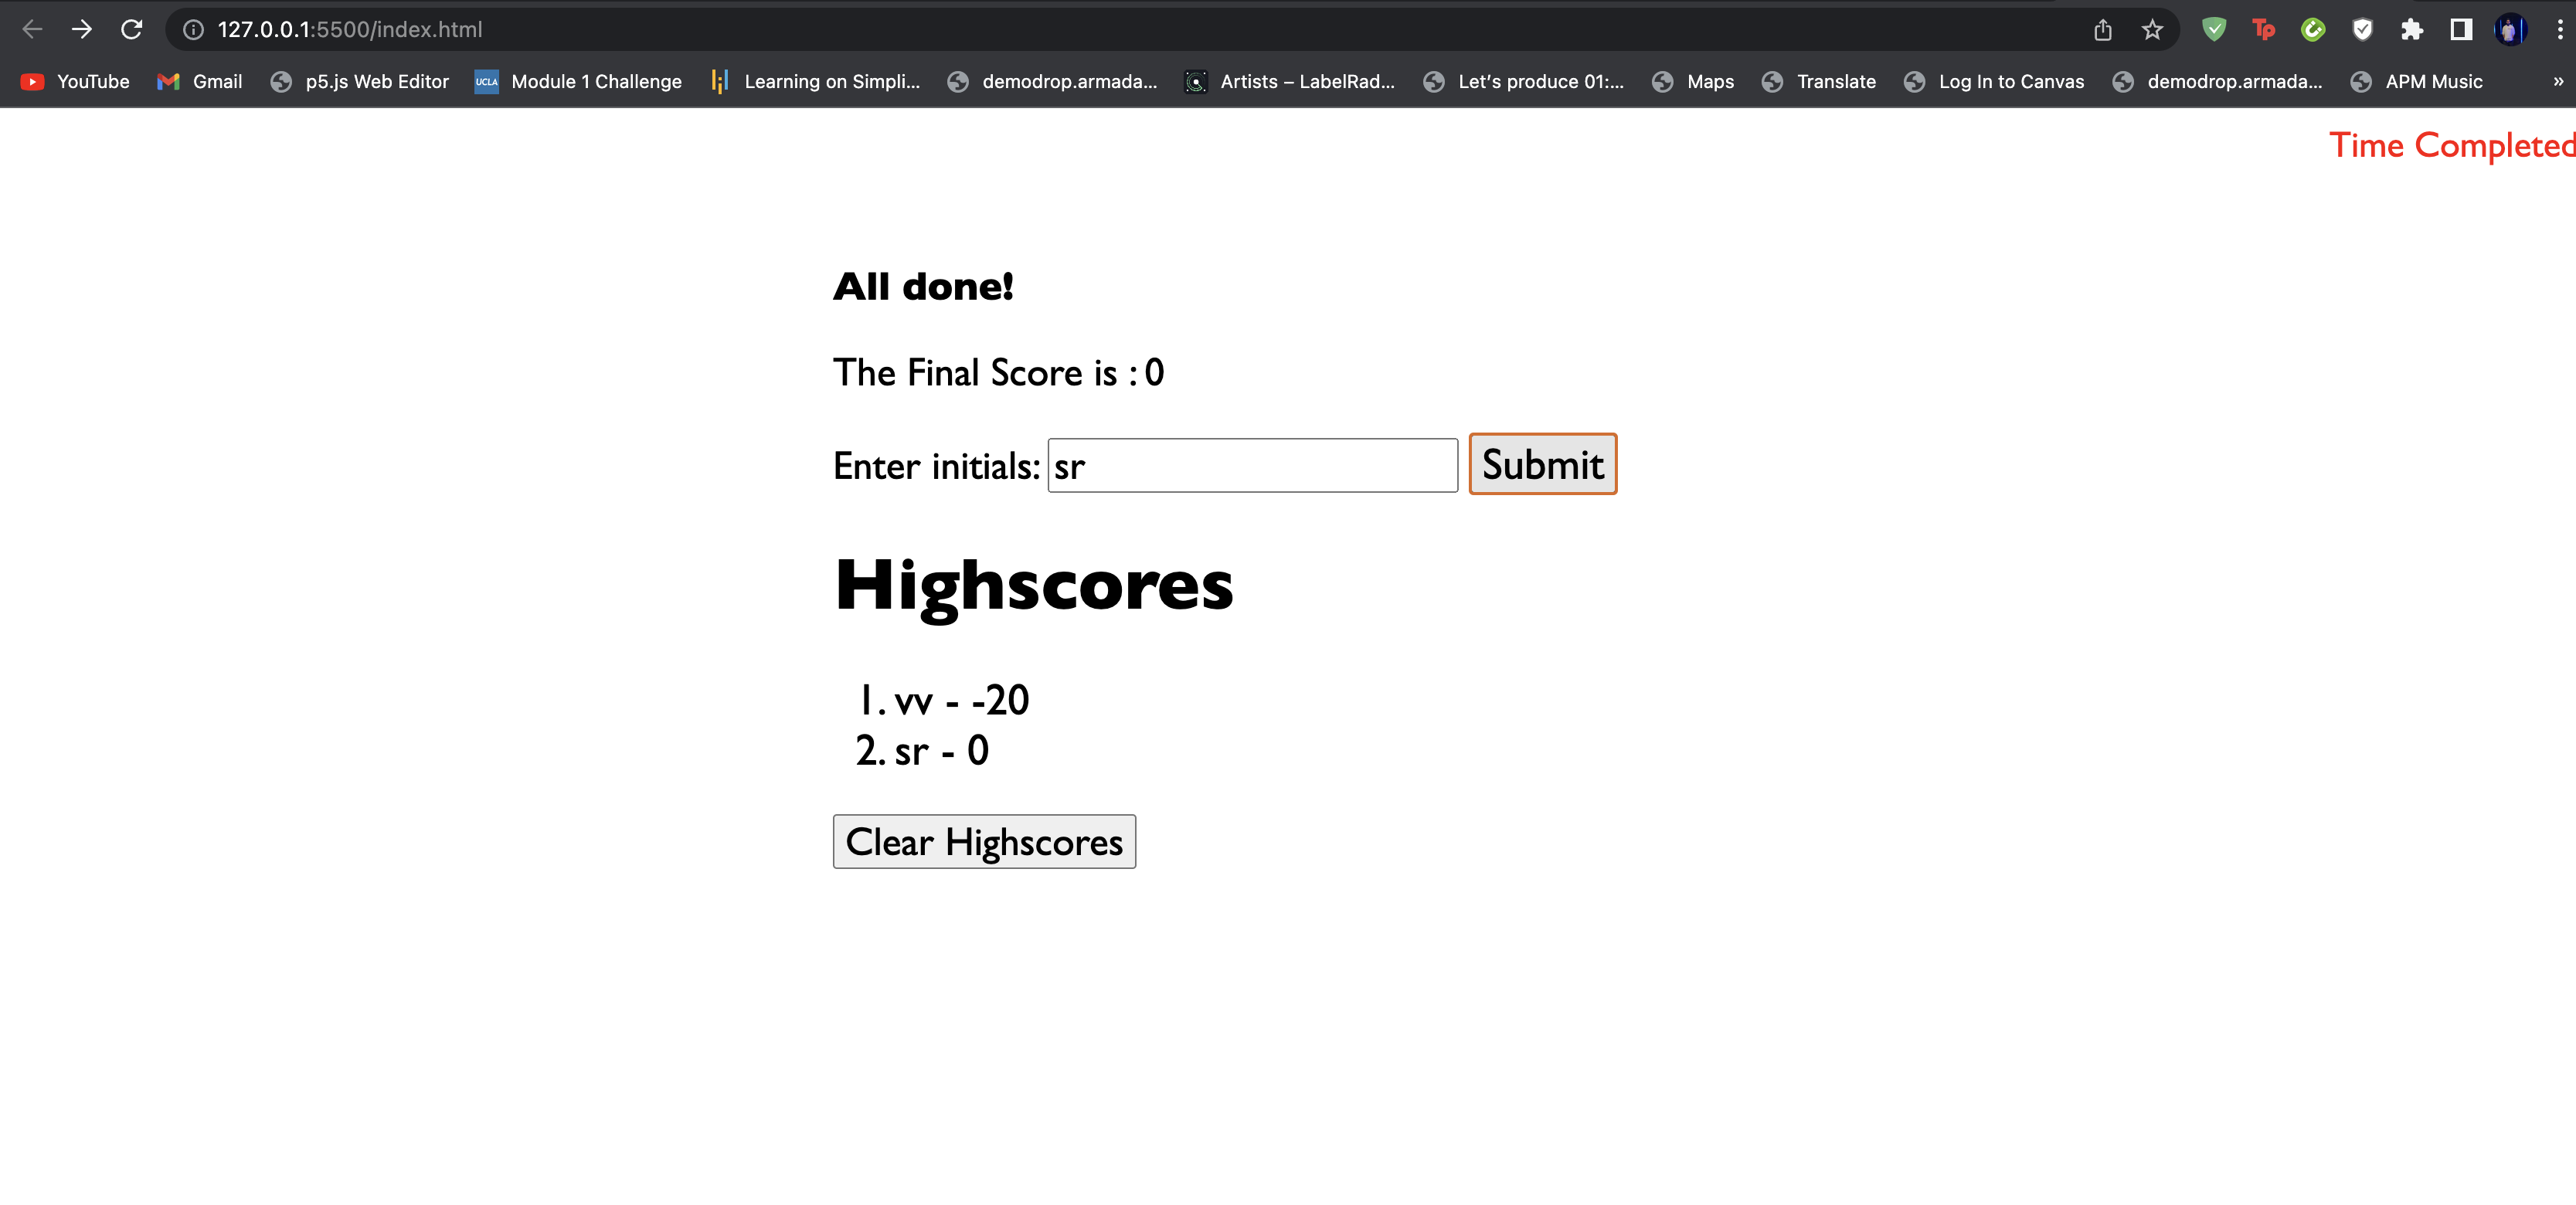 127.0.0.1:5500/index.html
Tp
YouTube Gmail p5.js Web Editor UCLA Module 1 Challenge Learning on Simpli... demodrop.armada... Artists – LabelRad... Let's produce 01:... Maps Translate Log In to Canvas demodrop.armada... APM Music »
Time Completed
All done!
The Final Score is : 0
Enter initials: sr Submit
Highscores
1. vv - -20
2. sr - 0
Clear Highscores